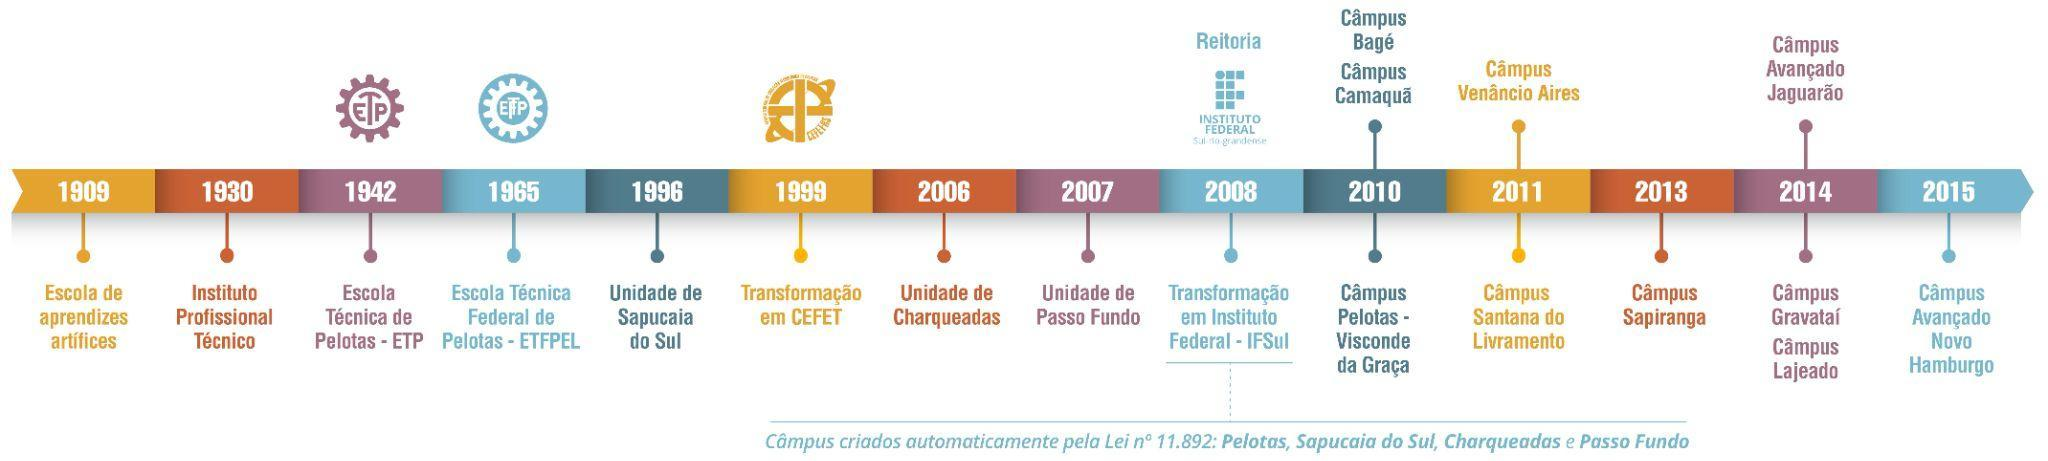 Câmpus
Bagé
Câmpus
Camaquã
Reitoria
INSTITUTO
FEDERAL
Sul-rio-grandense
Câmpus
Venâncio Aires
Câmpus
Avançado
Jaguarão
ETP
ETFP
CEFET-RS
1909
1930
1942
1965
1996
1999
2006
2007
2008
2010
2011
2013
2014
2015
Escola de
aprendizes
artífices
Instituto
Profissional
Técnico
Escola
Técnica de
Pelotas - ETP
Escola Técnica
Federal de
Pelotas - ETFPEL
Unidade de
Sapucaia
do Sul
Transformação
em CEFET
Unidade de
Charqueadas
Unidade de
Passo Fundo
Transformação
em Instituto
Federal - IFSul
Câmpus
Pelotas -
Visconde
da Graça
Câmpus
Santana do
Livramento
Câmpus
Sapiranga
Câmpus
Gravataí
Câmpus
Lajeado
Câmpus
Avançado
Novo
Hamburgo
Câmpus criados automaticamente pela Lei nº 11.892: Pelotas, Sapucaia do Sul, Charqueadas e Passo Fundo